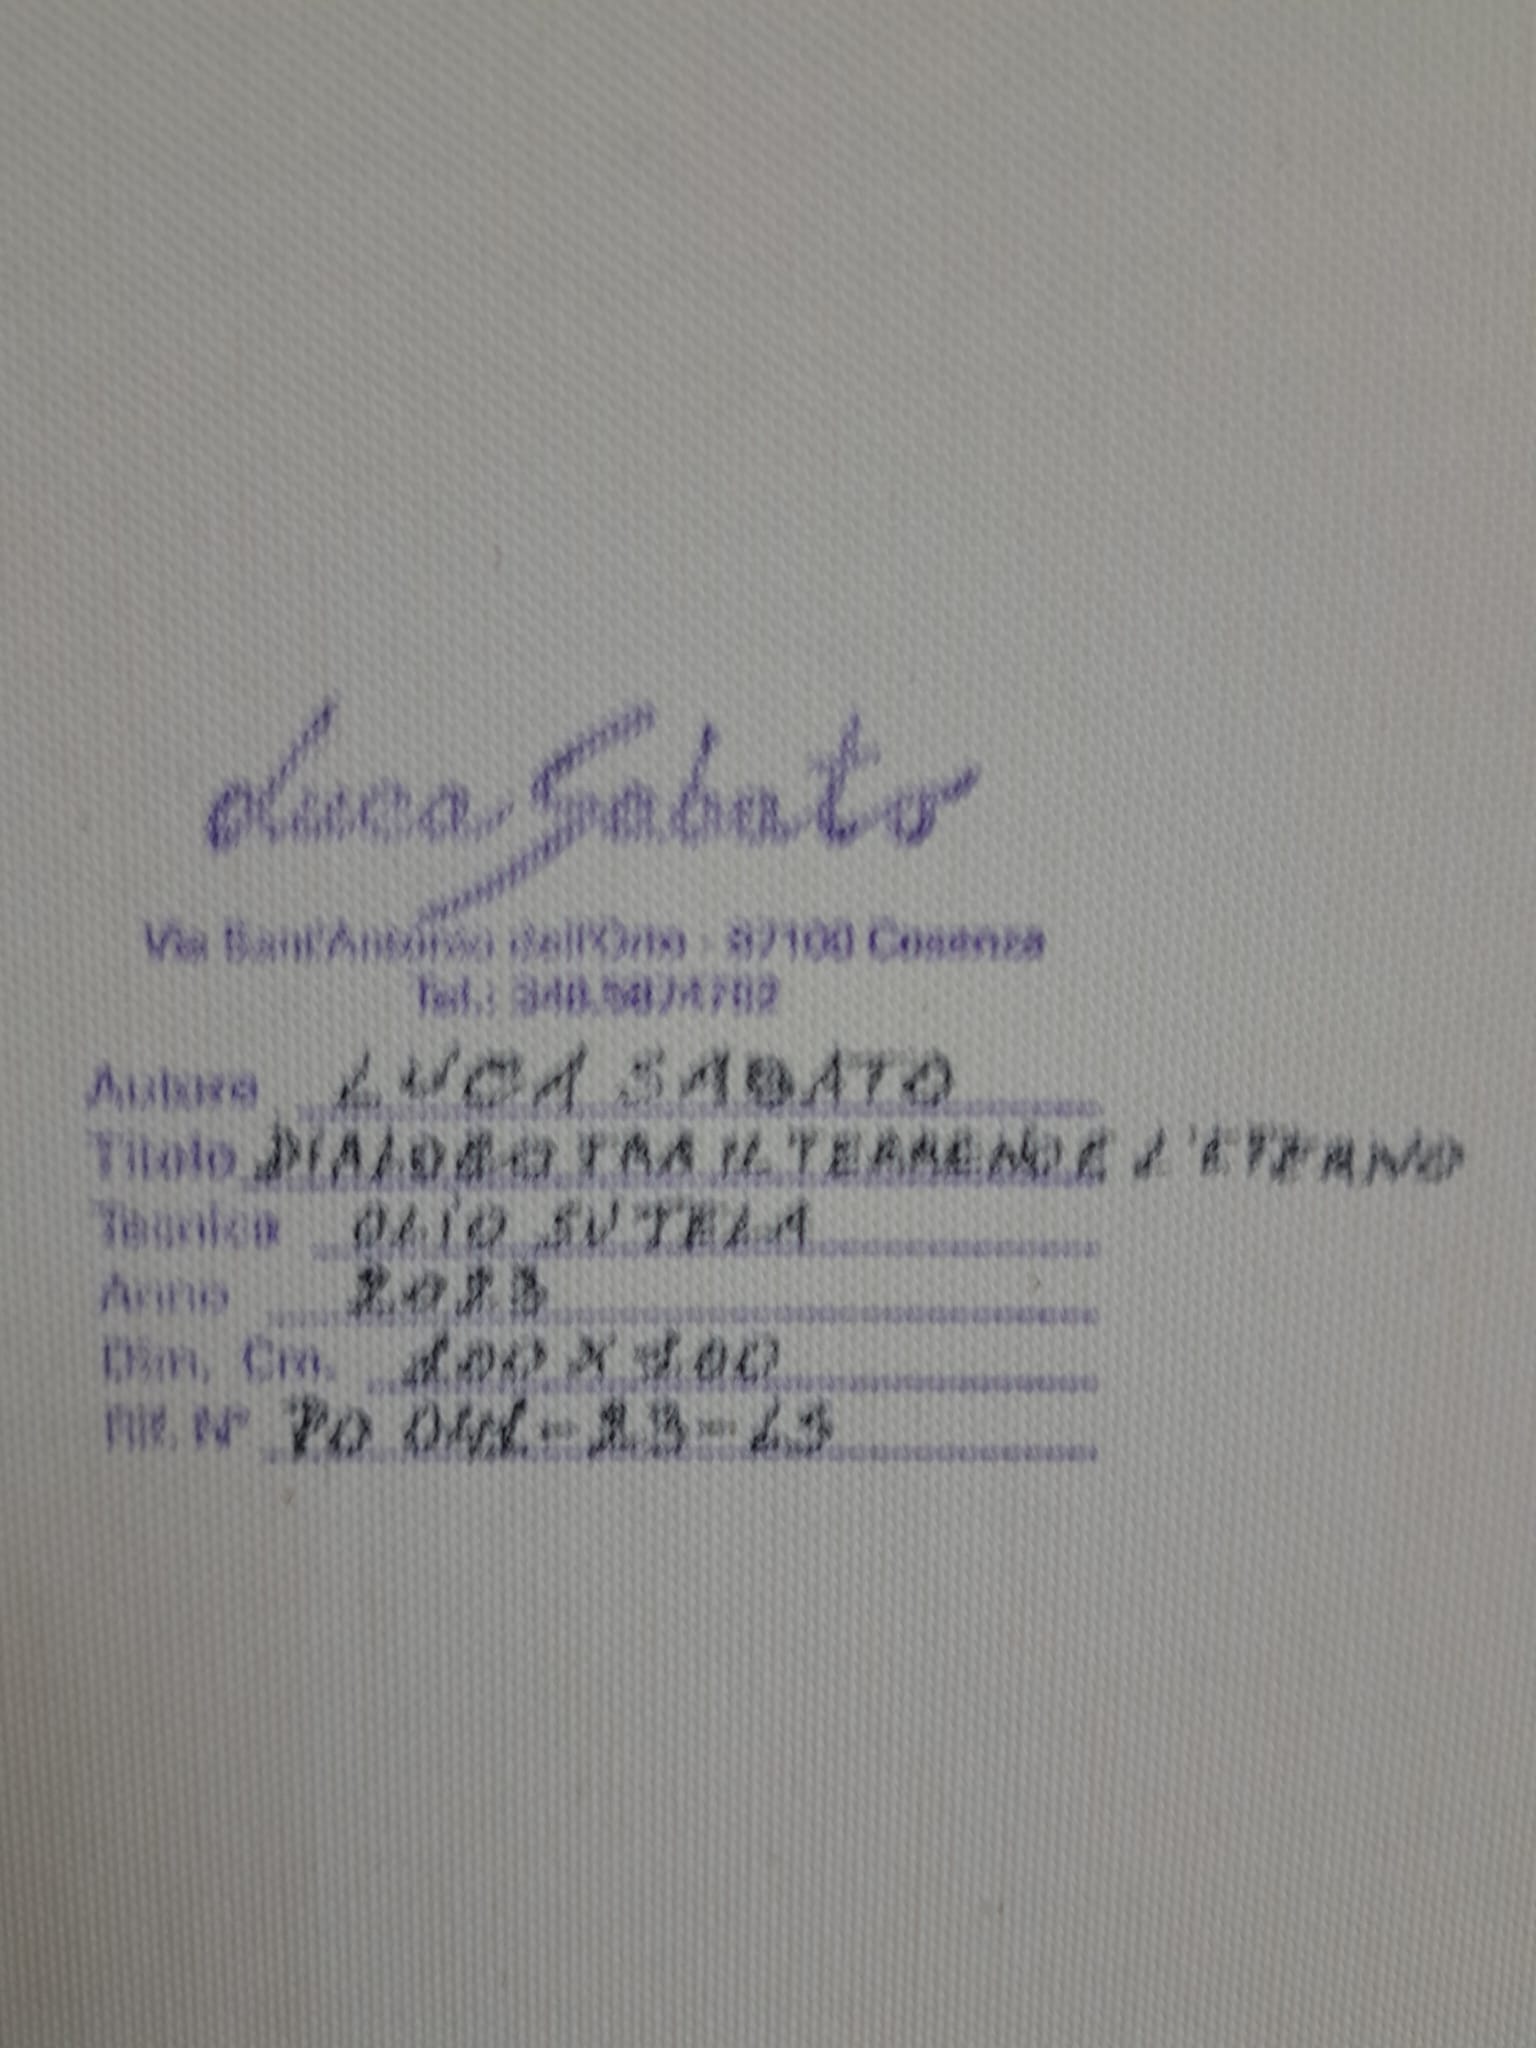 Luca Sabato
Via Sant'Antonio dell'Orto - 87100 Cosenza
Tel.:
Autore LUCA SABATO
Titolo DIALOGO TRA IL TERRENO E L'ETERNO
Tecnica OLIO SU TELA
Anno 2023
Dim. Cm. 100 X 100
Rif. N°